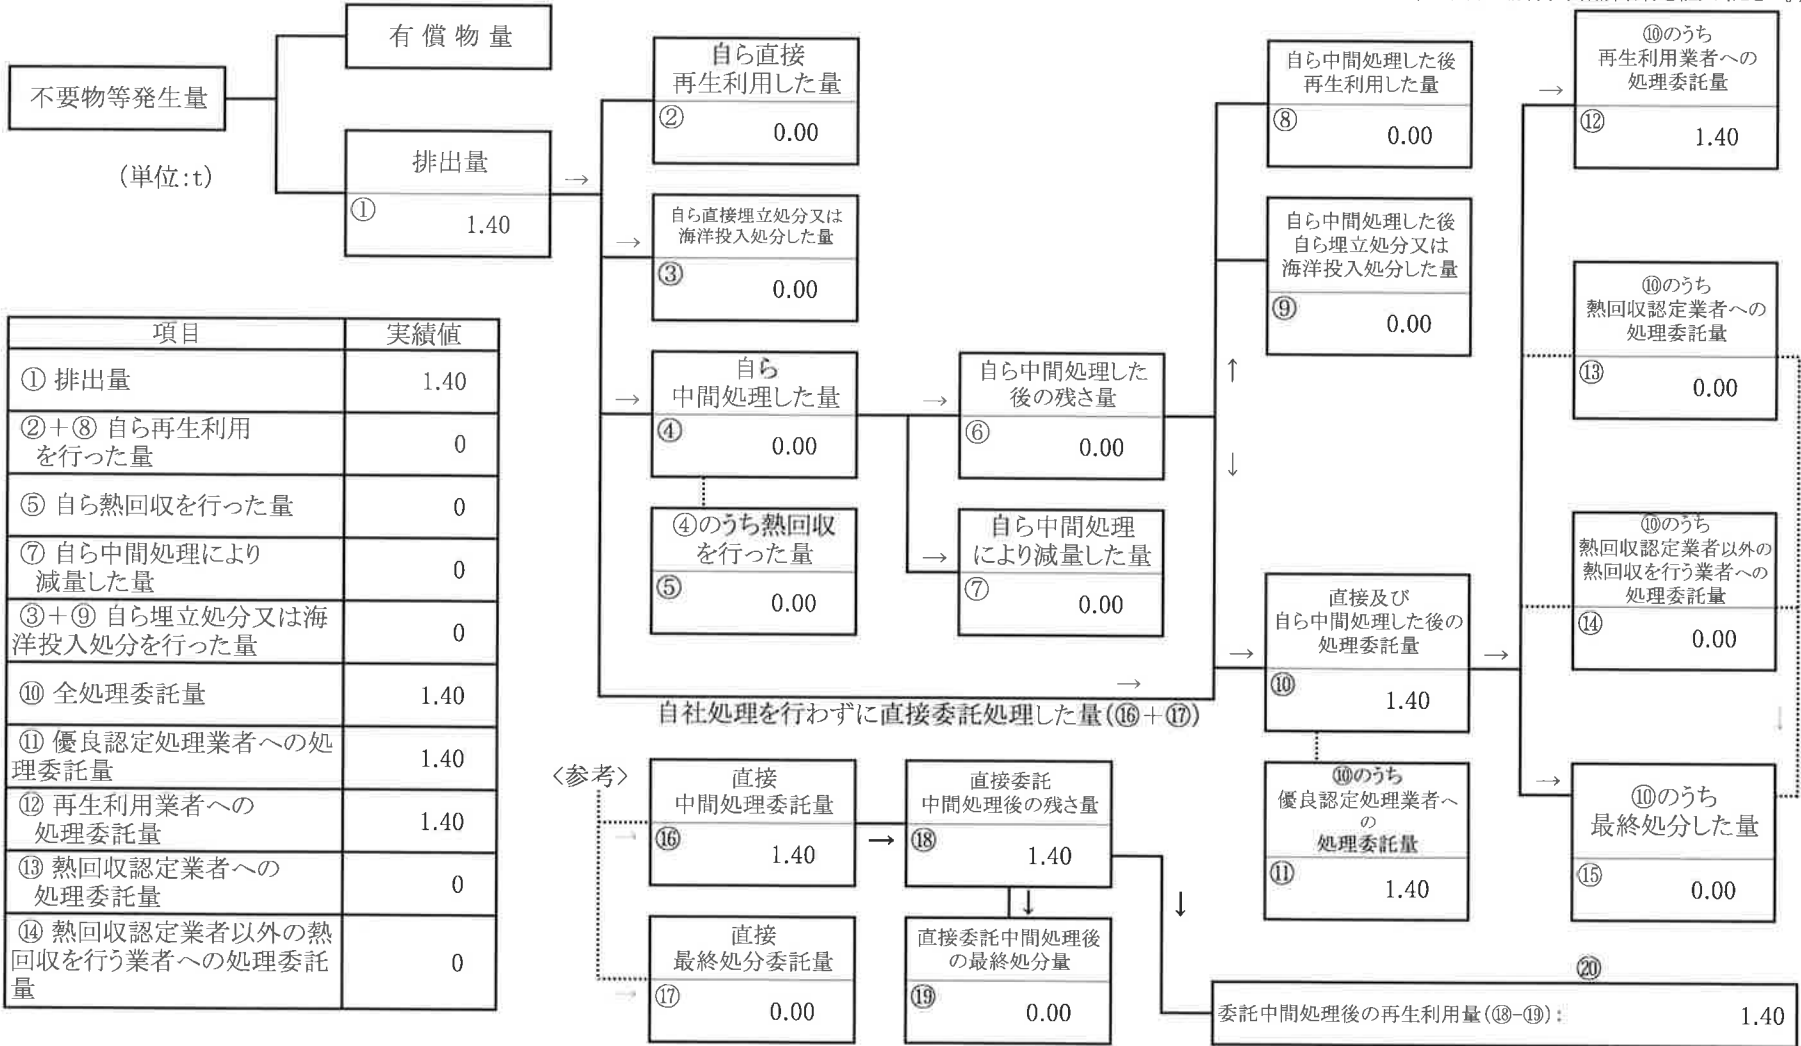 有償物量
不要物等発生量
(単位:t)
排出量
①
1.40
自ら直接
再生利用した量
②
0.00
自ら直接埋立処分又は
海洋投入処分した量
③
0.00
自ら
中間処理した量
④
0.00
④のうち熱回収
を行った量
⑤
0.00
自ら中間処理した
後の残さ量
⑥
0.00
自ら中間処理
により減量した量
⑦
0.00
自ら中間処理した後
再生利用した量
⑧
0.00
自ら中間処理した後
自ら埋立処分又は
海洋投入処分した量
⑨
0.00
直接及び
自ら中間処理した後の
処理委託量
⑩
1.40
⑩のうち
優良認定処理業者へ
の
処理委託量
⑪
1.40
⑩のうち
再生利用業者への
処理委託量
⑫
1.40
⑩のうち
熱回収認定業者への
処理委託量
⑬
0.00
⑩のうち
熱回収認定業者以外の
熱回収を行う業者への
処理委託量
⑭
0.00
⑩のうち
最終処分した量
⑮
0.00
自社処理を行わずに直接委託処理した量(⑯+⑰)
〈参考〉
直接
中間処理委託量
⑯
1.40
直接
最終処分委託量
⑰
0.00
直接委託
中間処理後の残さ量
⑱
1.40
直接委託中間処理後
の最終処分量
⑲
0.00
⑳
委託中間処理後の再生利用量(⑱-⑲): 1.40
項目 実績値
① 排出量 1.40
②+⑧ 自ら再生利用
を行った量 0
⑤ 自ら熱回収を行った量 0
⑦ 自ら中間処理により
減量した量 0
③+⑨ 自ら埋立処分又は海
洋投入処分を行った量 0
⑩ 全処理委託量 1.40
⑪ 優良認定処理業者への処
理委託量 1.40
⑫ 再生利用業者への
処理委託量 1.40
⑬ 熱回収認定業者への
処理委託量 0
⑭ 熱回収認定業者以外の熱
回収を行う業者への処理委託
量 0